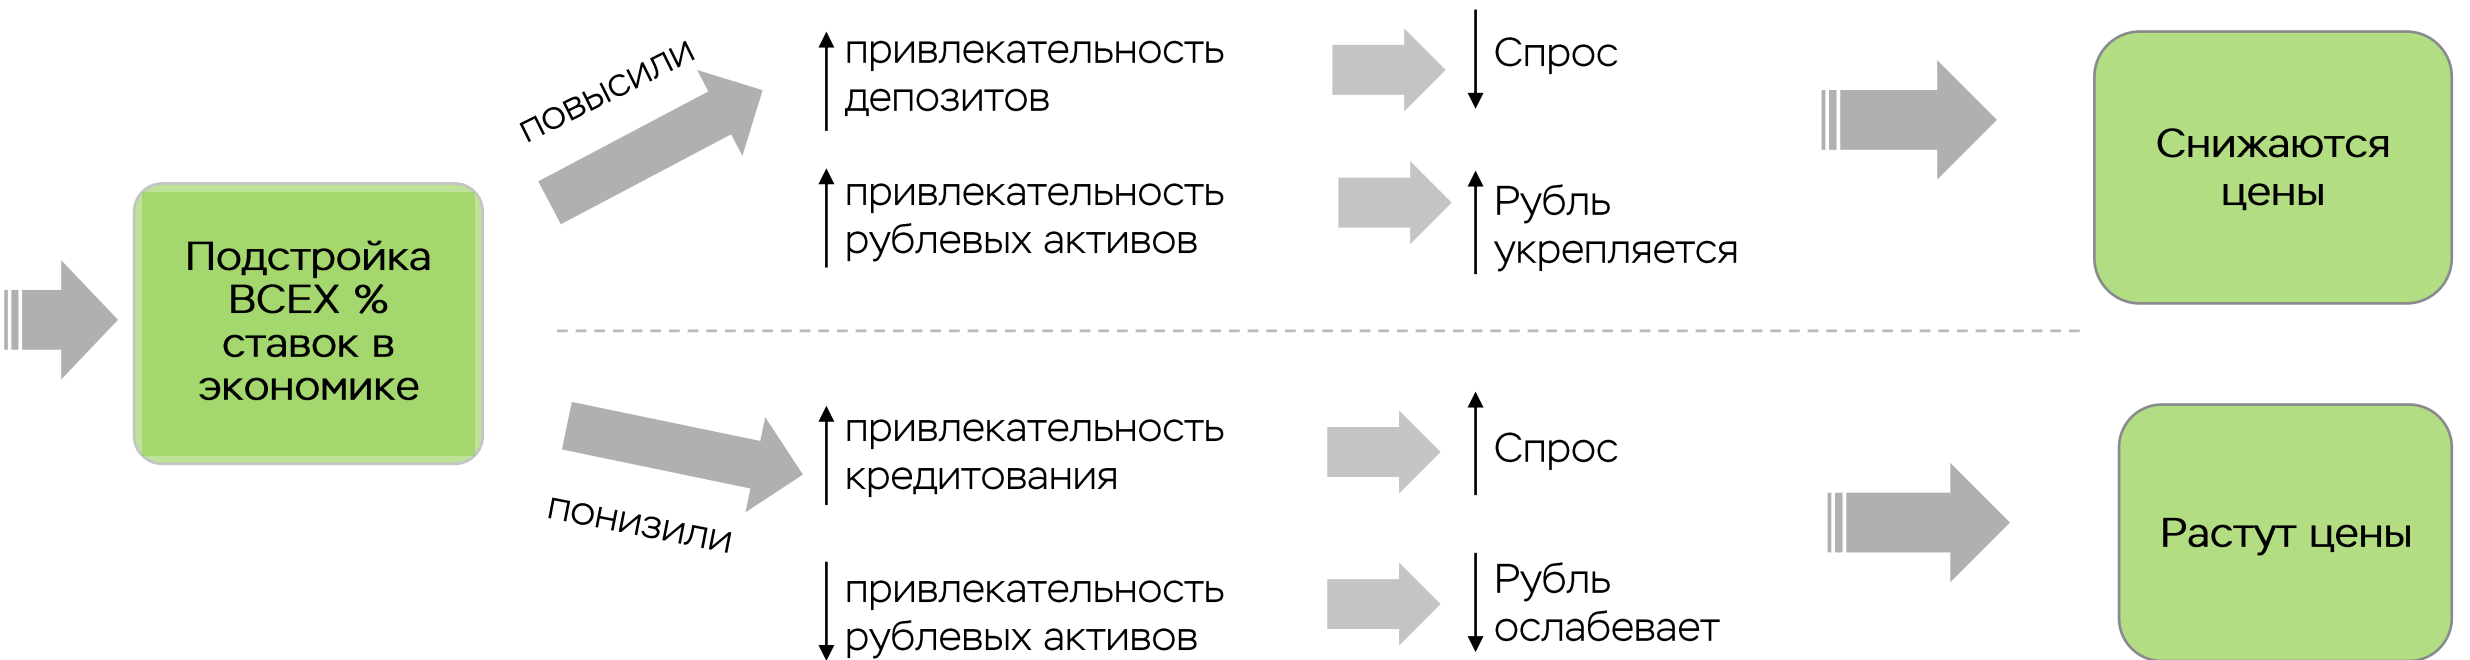 повысили
привлекательность
депозитов
Спрос
привлекательность
рублевых активов
Рубль
укрепляется
Снижаются
цены
Подстройка
ВСЕХ %
ставок в
экономике
понизили
привлекательность
кредитования
Спрос
привлекательность
рублевых активов
Рубль
ослабевает
Растут цены